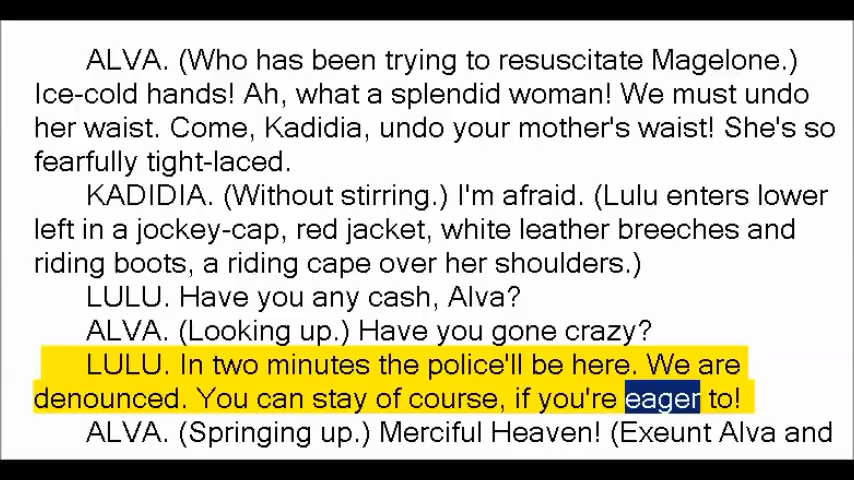 ALVA. (Who has been trying to resuscitate Magelone.)
Ice-cold hands! Ah, what a splendid woman! We must undo
her waist. Come, Kadidia, undo your mother's waist! She's so
fearfully tight-laced.
KADIDIA. (Without stirring.) I'm afraid. (Lulu enters lower
left in a jockey-cap, red jacket, white leather breeches and
riding boots, a riding cape over her shoulders.)
LULU. Have you any cash, Alva?
ALVA. (Looking up.) Have you gone crazy?
LULU. In two minutes the police'll be here. We are
denounced. You can stay of course, if you're eager to!
ALVA. (Springing up.) Merciful Heaven! (Exeunt Alva and